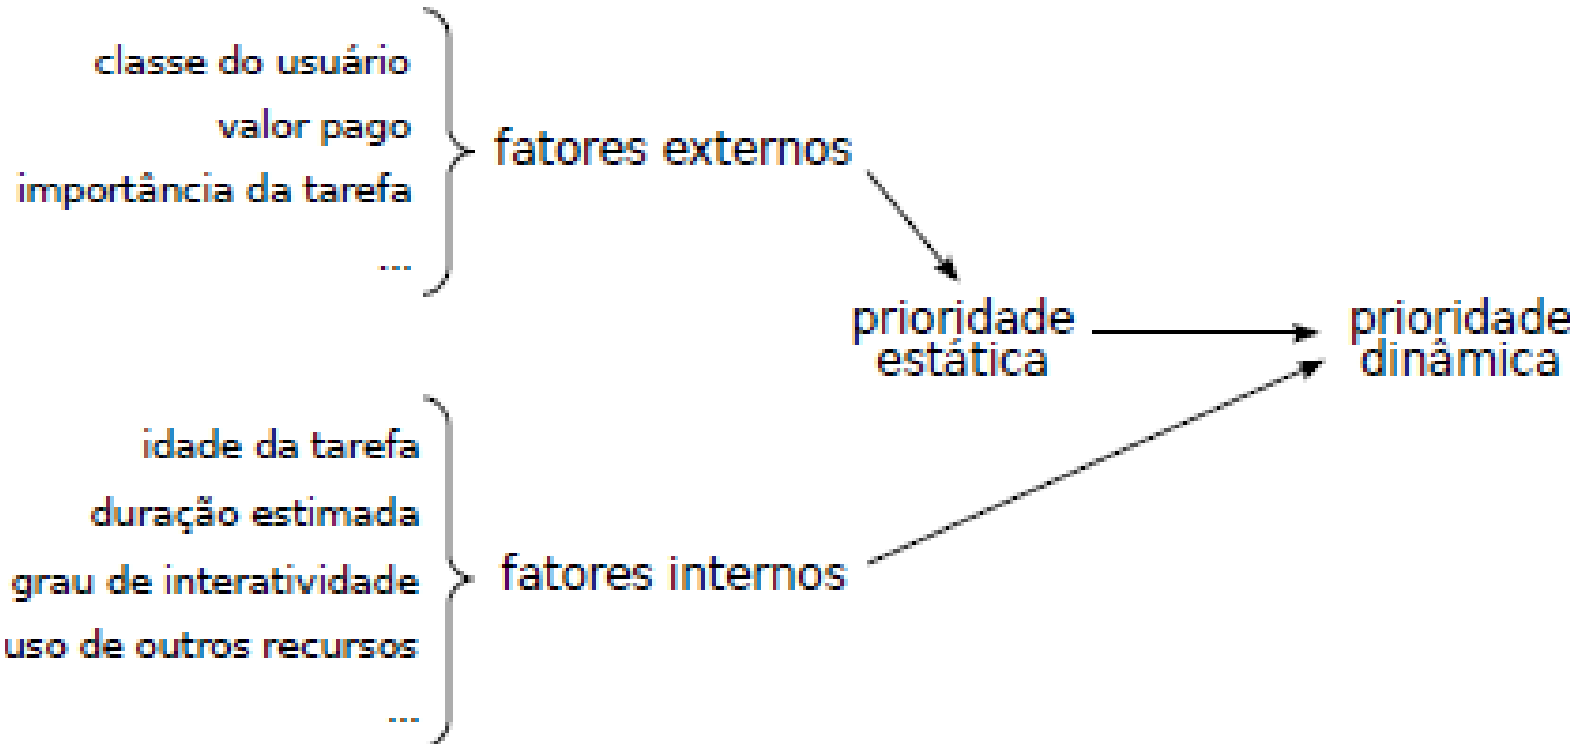 classe do usuário
valor pago
importância da tarefa
....
fatores externos
prioridade
estática
prioridade
dinâmica
idade da tarefa
duração estimada
grau de interatividade
uso de outros recursos
...
fatores internos